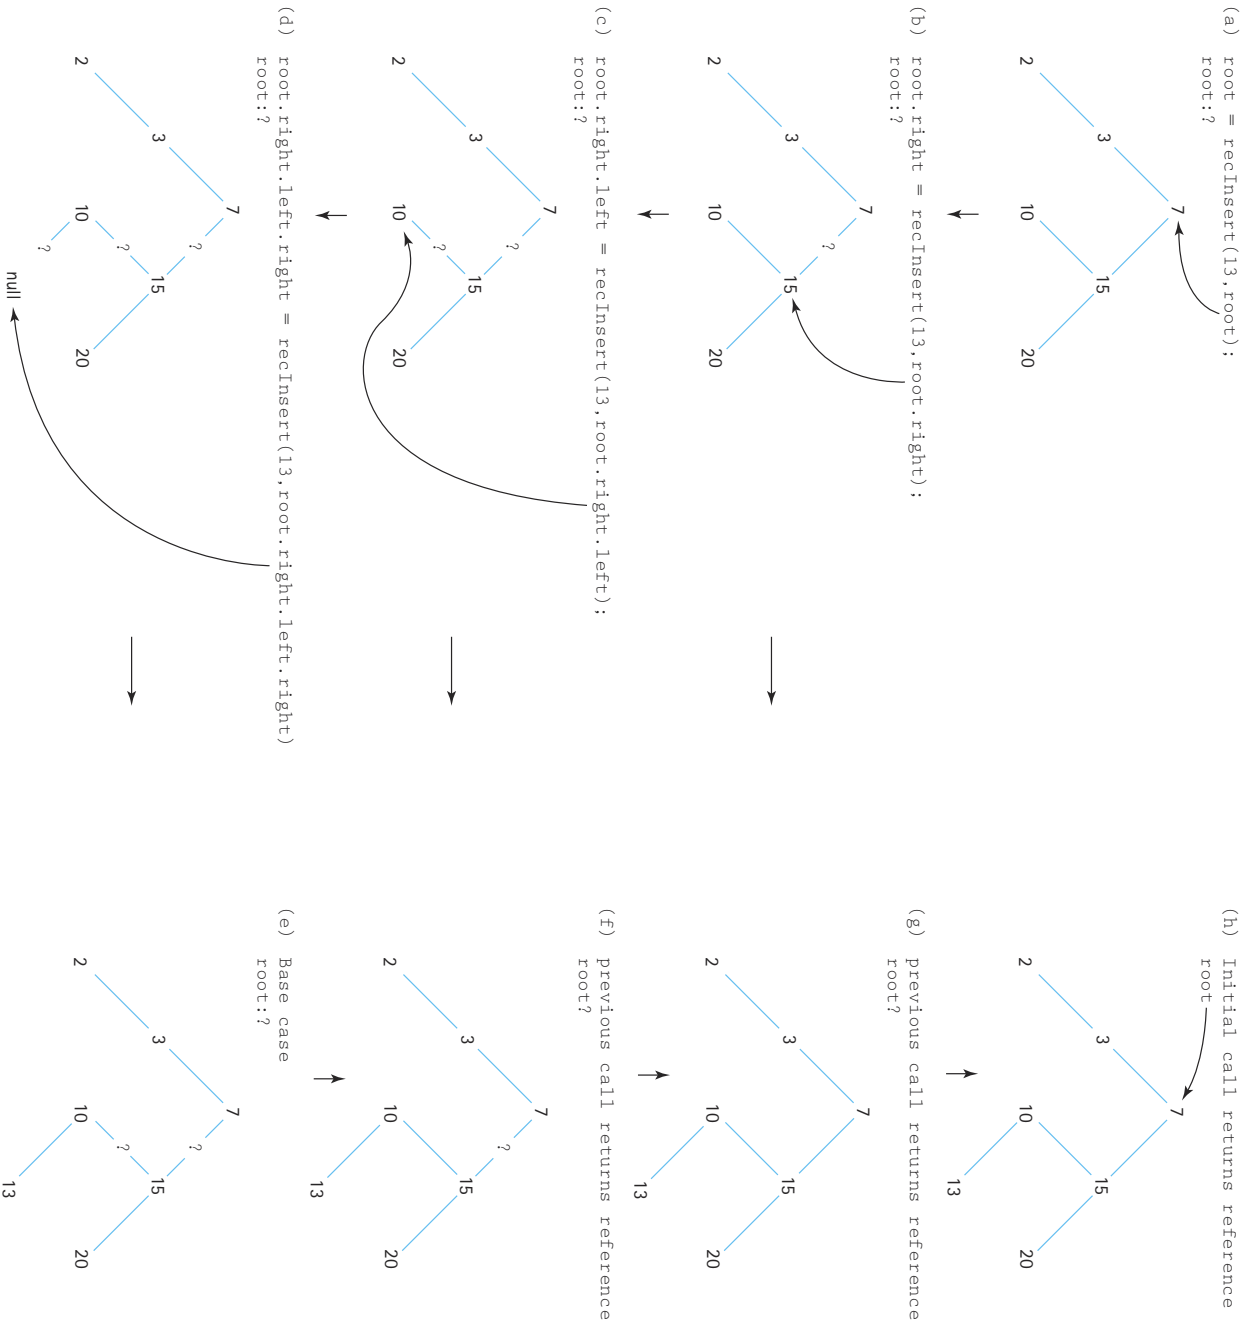 (a) root = recInsert(13,root);
root:?
7
3 15
2 10 20
(b) root.right = recInsert(13,root.right);
root:?
7
?
3 15
2 10 20
(c) root.right.left = recInsert(13,root.right.left);
root:?
7
?
3 15
?
2 10 20
(d) root.right.left.right = recInsert(13,root.right.left.right)
root:?
7
?
3 15
?
2 10 20
?
null
(e) Base case
root:?
7
?
3 15
?
2 10 20
13
(f) previous call returns reference
root?
7
?
3 15
2 10 20
13
(g) previous call returns reference
root?
7
3 15
2 10 20
13
(h) Initial call returns reference
root
7
3 15
2 10 20
13